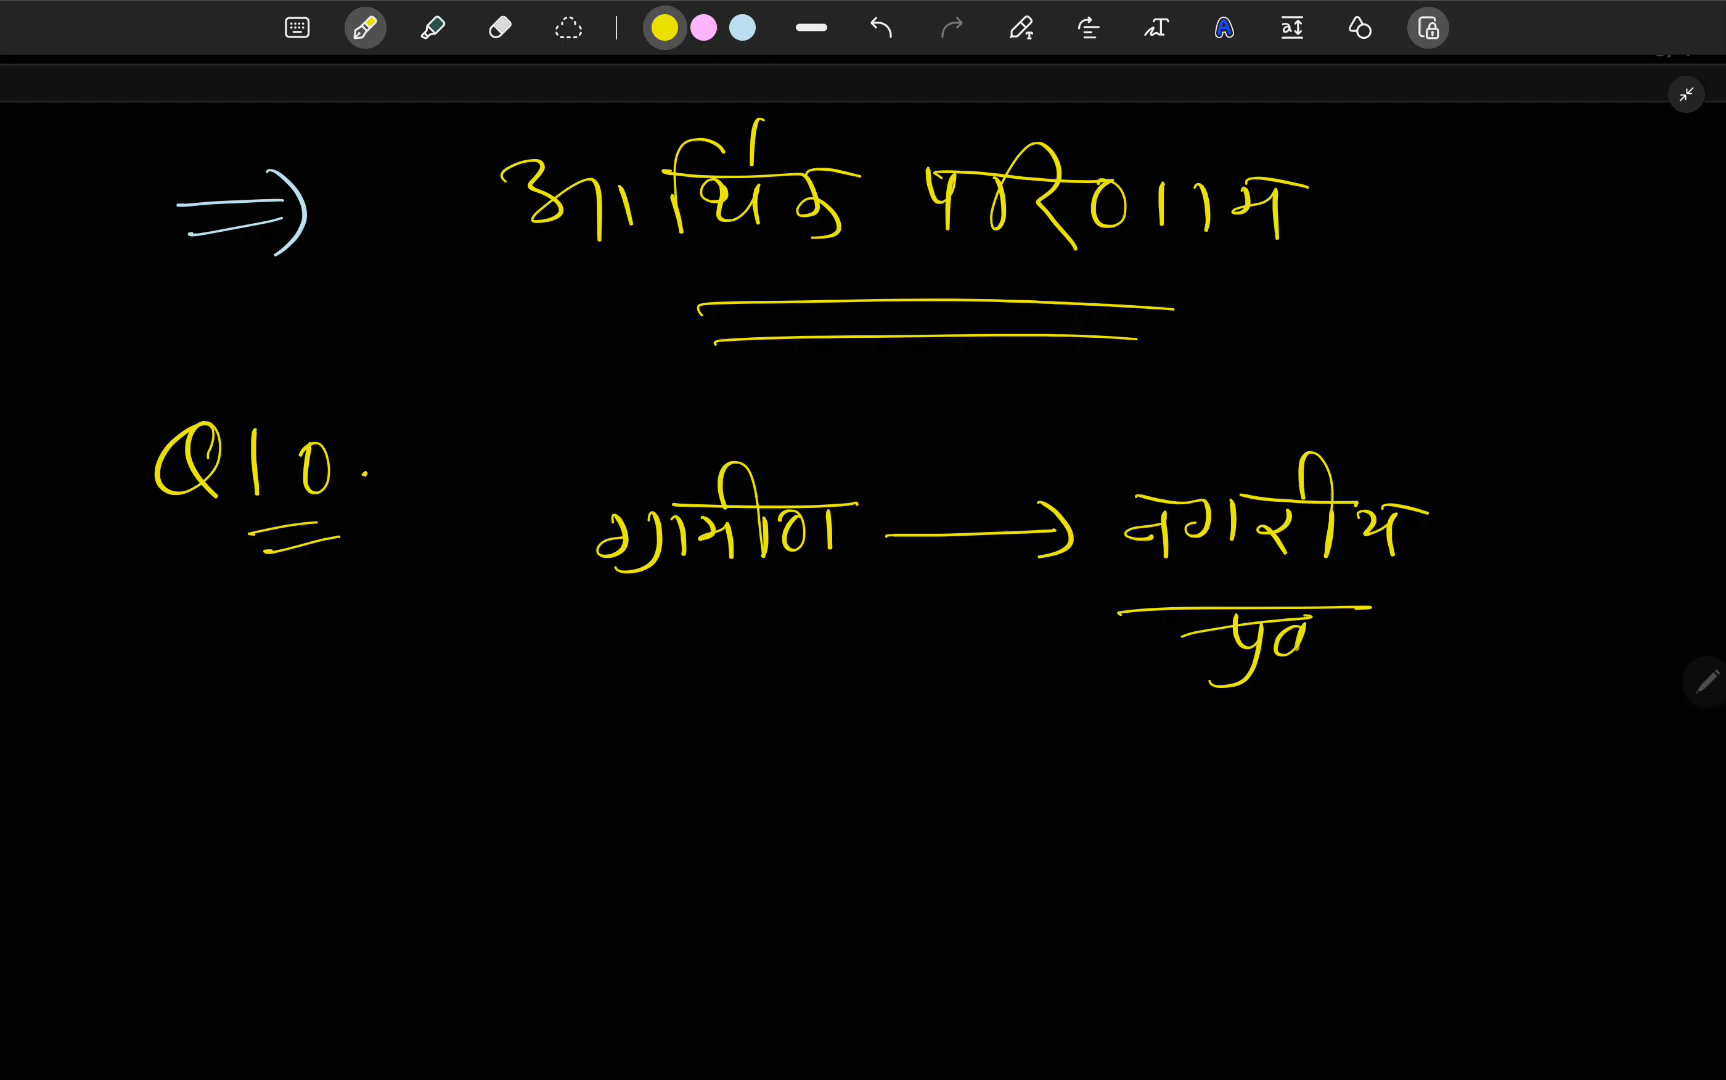 ⇒ आर्थिक परिणाम
Q10. ग्रामीण → नगरीय